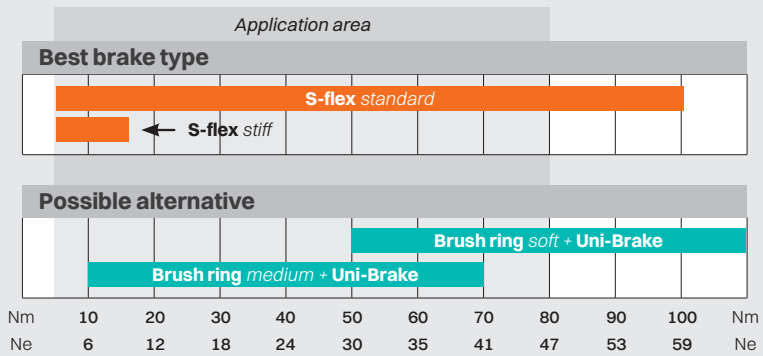 Application area
Best brake type
S-flex standard
S-flex stiff
Possible alternative
Brush ring soft + Uni-Brake
Brush ring medium + Uni-Brake
Nm 10 20 30 40 50 60 70 80 90 100 Nm
Ne 6 12 18 24 30 35 41 47 53 59 Ne